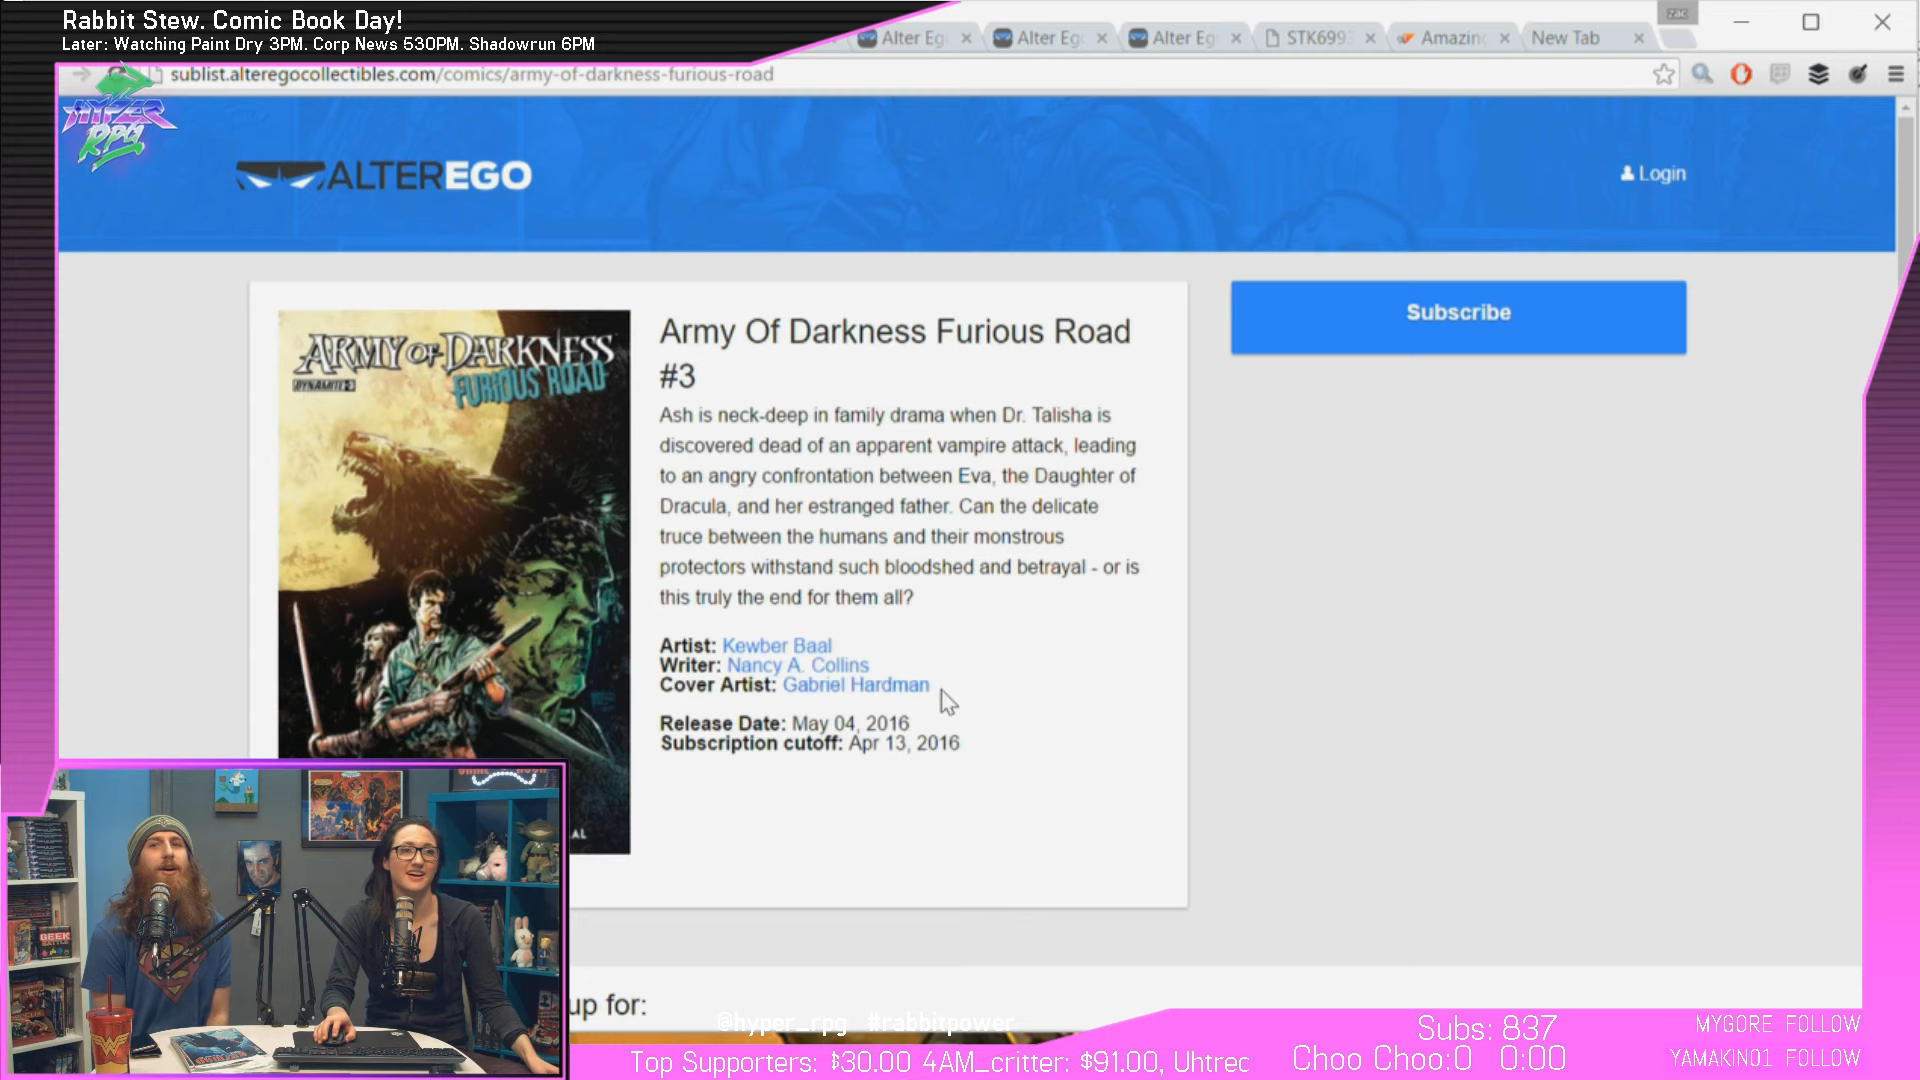 Rabbit Stew. Comic Book Day!
Later: Watching Paint Dry 3PM. Corp News 530PM. Shadowrun 6PM
Alter Eg
Alter Eg
Alter Eg
STK699
Amazin
New Tab
zac
sublist.alteregocollectibles.com/comics/army-of-darkness-furious-road
HYPER
RPG
ALTEREGO
Login
Subscribe
ARMY OF DARKNESS
FURIOUS ROAD
DYNAMITE 3
Army Of Darkness Furious Road
#3
Ash is neck-deep in family drama when Dr. Talisha is
discovered dead of an apparent vampire attack, leading
to an angry confrontation between Eva, the Daughter of
Dracula, and her estranged father. Can the delicate
truce between the humans and their monstrous
protectors withstand such bloodshed and betrayal - or is
this truly the end for them all?
Artist: Kewber Baal
Writer: Nancy A. Collins
Cover Artist: Gabriel Hardman
Release Date: May 04, 2016
Subscription cutoff: Apr 13, 2016
AL
GEEK
BATTLE
up for:
@hyper_rpg #rabbitpower
Top Supporters: $30.00 4AM_critter: $91.00, Uhtrec
Subs: 837
Choo Choo:0 0:00
MYGORE FOLLOW
YAMAKIN01 FOLLOW